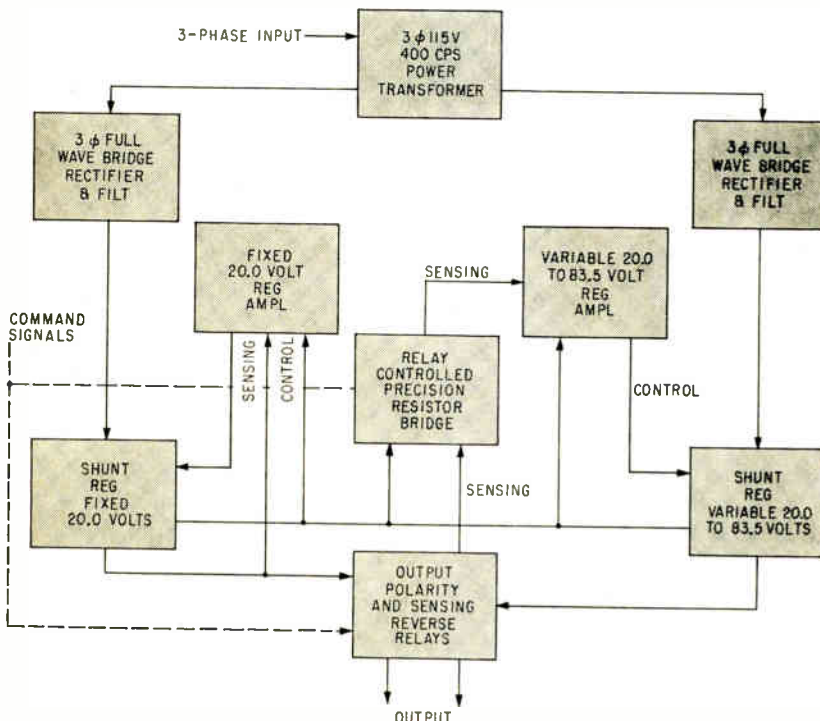 3-PHASE INPUT
3 ϕ 115V
400 CPS
POWER
TRANSFORMER
3 ϕ FULL
WAVE BRIDGE
RECTIFIER
& FILT
3ϕ FULL
WAVE BRIDGE
RECTIFIER
& FILT
FIXED
20.0 VOLT
REG
AMPL
SENSING
VARIABLE 20.0
TO 83.5 VOLT
REG
AMPL
COMMAND
SIGNALS
SENSING
CONTROL
RELAY
CONTROLLED
PRECISION
RESISTOR
BRIDGE
CONTROL
SHUNT
REG
FIXED
20.0 VOLTS
SENSING
SHUNT
REG
VARIABLE 20.0
TO 83.5 VOLTS
OUTPUT
POLARITY
AND SENSING
REVERSE
RELAYS
OUTPUT